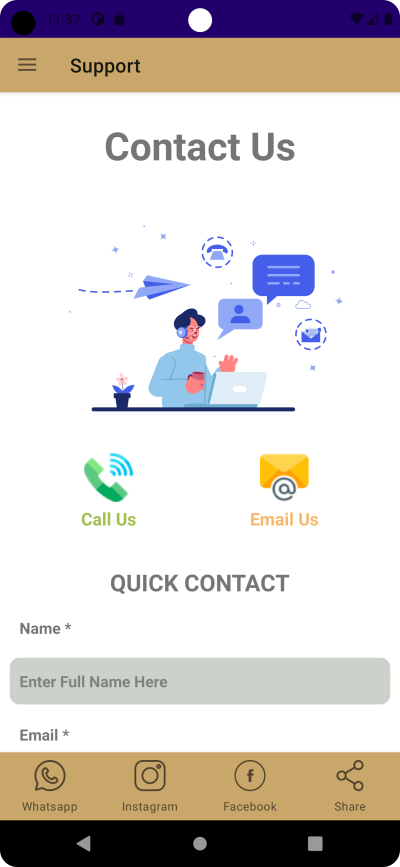 11:37
Support
Contact Us
Call Us
Email Us
QUICK CONTACT
Name *
Enter Full Name Here
Email *
Whatsapp
Instagram
Facebook
Share